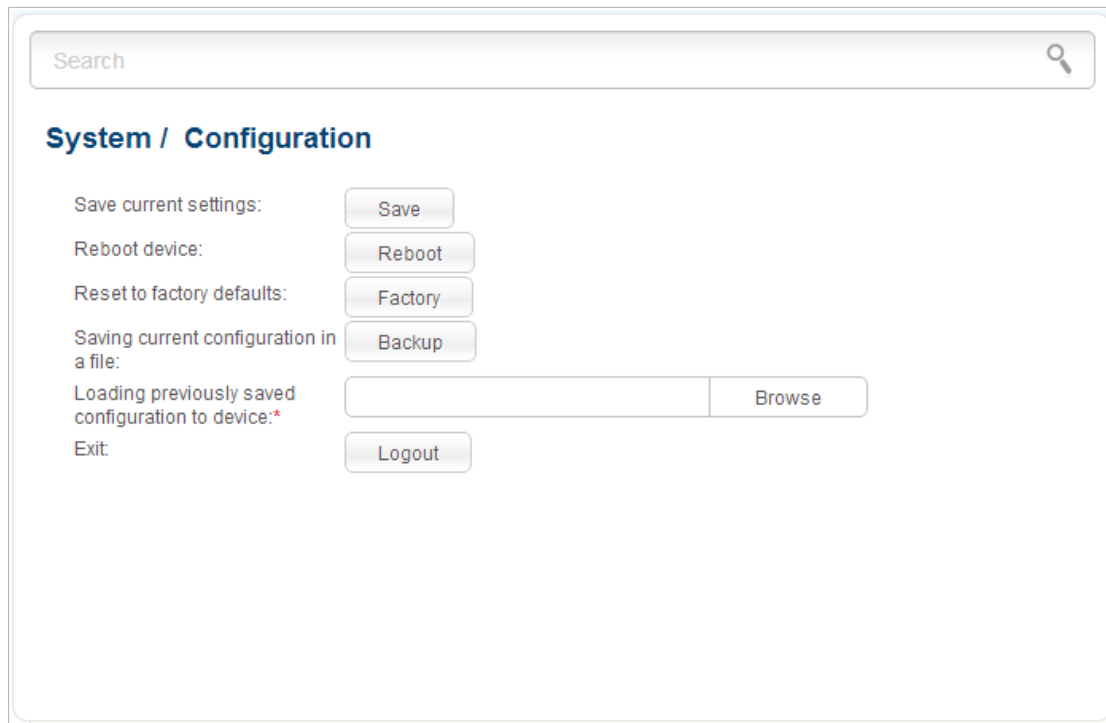 Search
System / Configuration
Save current settings: Save
Reboot device: Reboot
Reset to factory defaults: Factory
Saving current configuration in
a file: Backup
Loading previously saved
configuration to device:* Browse
Exit: Logout